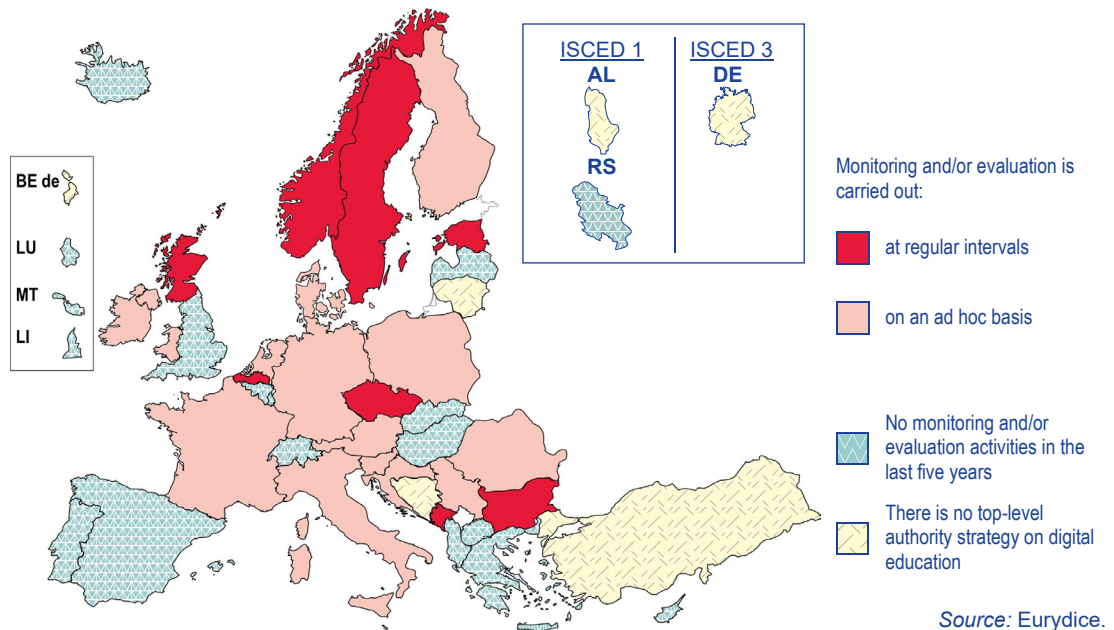 ISCED 1
ISCED 3
AL
DE
RS
BE de
LU
MT
LI
Monitoring and/or evaluation is
carried out:
at regular intervals
on an ad hoc basis
No monitoring and/or
evaluation activities in the
last five years
There is no top-level
authority strategy on digital
education
Source: Eurydice.